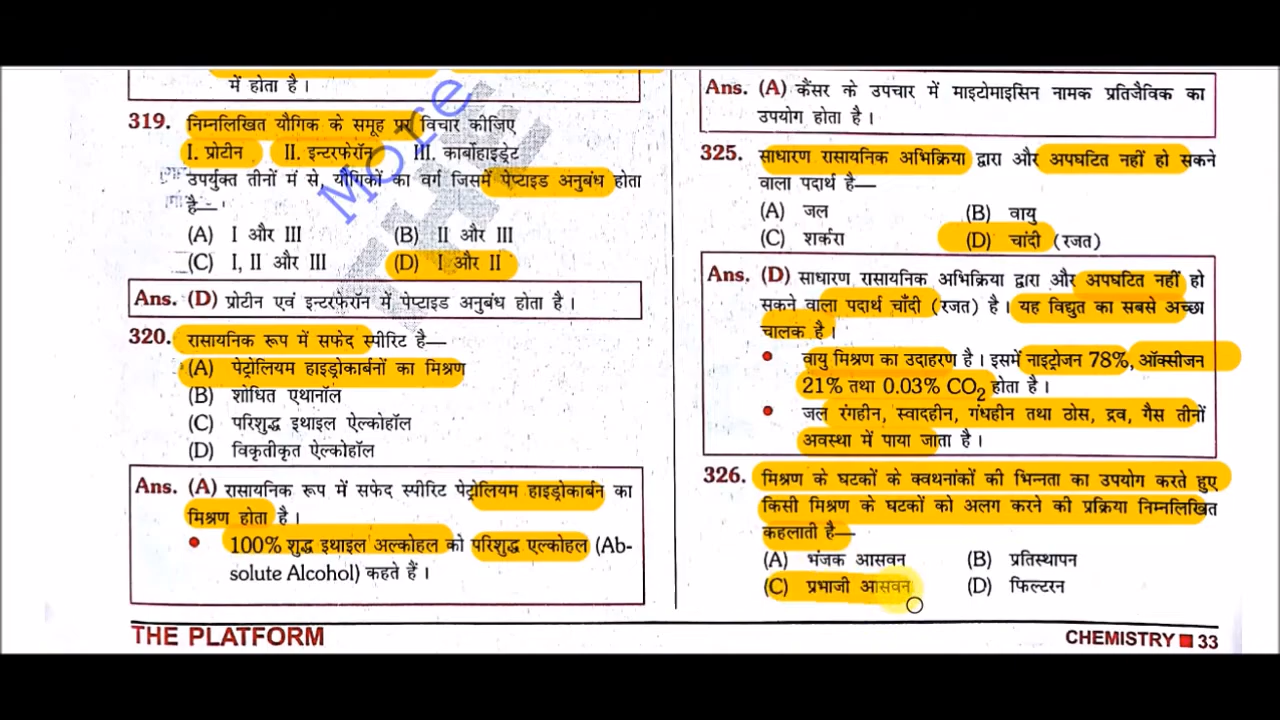 में होता है।
319. निम्नलिखित यौगिक के समूह पर विचार कीजिए
I. प्रोटीन II. इन्टरफेरॉन III. कार्बोहाइड्रेट
उपर्युक्त तीनों में से, यौगिकों का वर्ग जिसमें पेप्टाइड अनुबंध होता
है—
(A) I और III (B) II और III
(C) I, II और III (D) I और II
Ans. (D) प्रोटीन एवं इन्टरफेरॉन में पेप्टाइड अनुबंध होता है।
320. रासायनिक रूप में सफेद स्पीरिट है—
(A) पेट्रोलियम हाइड्रोकार्बनों का मिश्रण
(B) शोधित एथानॉल
(C) परिशुद्ध इथाइल ऐल्कोहॉल
(D) विकृतीकृत ऐल्कोहॉल
Ans. (A) रासायनिक रूप में सफेद स्पीरिट पेट्रोलियम हाइड्रोकार्बन का
मिश्रण होता है।
• 100% शुद्ध इथाइल अल्कोहल को परिशुद्ध एल्कोहल (Ab-
solute Alcohol) कहते हैं।
More
Ans. (A) कैंसर के उपचार में माइटोमाइसिन नामक प्रतिजैविक का
उपयोग होता है।
325. साधारण रासायनिक अभिक्रिया द्वारा और अपघटित नहीं हो सकने
वाला पदार्थ है—
(A) जल (B) वायु
(C) शर्करा (D) चांदी (रजत)
Ans. (D) साधारण रासायनिक अभिक्रिया द्वारा और अपघटित नहीं हो
सकने वाला पदार्थ चाँदी (रजत) है। यह विद्युत का सबसे अच्छा
चालक है।
• वायु मिश्रण का उदाहरण है। इसमें नाइट्रोजन 78%, ऑक्सीजन
21% तथा 0.03% CO₂ होता है।
• जल रंगहीन, स्वादहीन, गंधहीन तथा ठोस, द्रव, गैस तीनों
अवस्था में पाया जाता है।
326. मिश्रण के घटकों के क्वथनांकों की भिन्नता का उपयोग करते हुए
किसी मिश्रण के घटकों को अलग करने की प्रक्रिया निम्नलिखित
कहलाती है—
(A) भंजक आसवन (B) प्रतिस्थापन
(C) प्रभाजी आसवन (D) फिल्टरन
THE PLATFORM
CHEMISTRY ■ 33